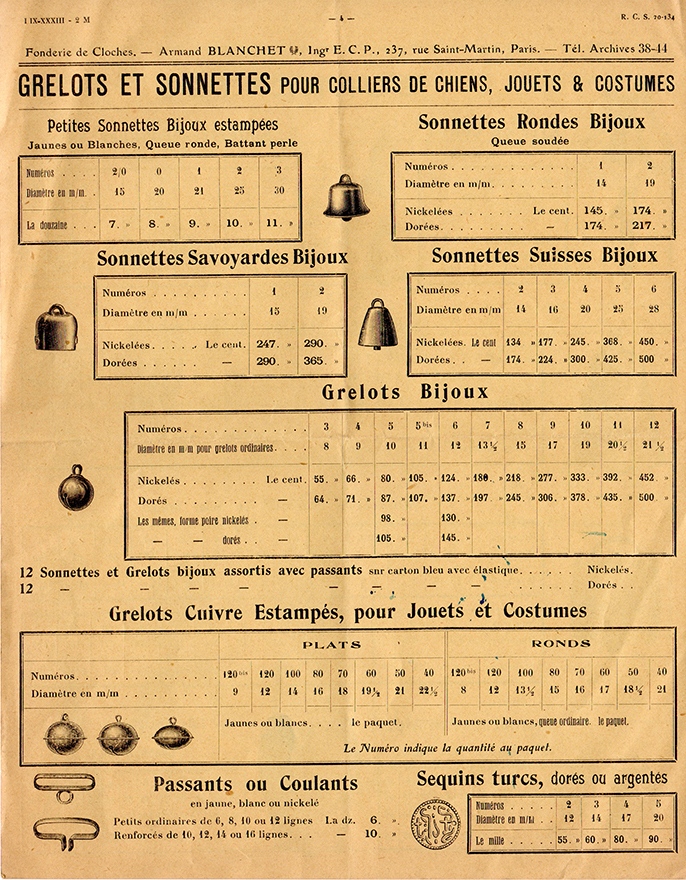 1 IX-XXXIII - 2 M — 4 — R. C. S. 20-134
Fonderie de Cloches. — Armand BLANCHET, Ingr E. C. P., 237, rue Saint-Martin, Paris. — Tél. Archives 38-14
GRELOTS ET SONNETTES POUR COLLIERS DE CHIENS, JOUETS & COSTUMES
Petites Sonnettes Bijoux estampées
Jaunes ou Blanches, Queue ronde, Battant perle
Numéros . . . . 2/0 0 1 2 3
Diamètre en m/m. . . 15 20 21 25 30
La douzaine . . . 7. » 8. » 9. » 10. » 11. »
Sonnettes Rondes Bijoux
Queue soudée
Numéros . . . . . . . . . . . 1 2
Diamètre en m/m. . . . . . . . 14 19
Nickelées . . . . . . . Le cent. 145. » 174. »
Dorées. . . . . . . . . — 174. » 217. »
Sonnettes Savoyardes Bijoux
Numéros . . . . . . . . . . 1 2
Diamètre en m/m . . . . . . . 15 19
Nickelées. . . . . Le cent. 247. » 290. »
Dorées . . . . . . — 290. » 365. »
Sonnettes Suisses Bijoux
Numéros . . . . . . . 2 3 4 5 6
Diamètre en m/m . . . . 14 16 20 25 28
Nickelées. Le cent 134 » 177. » 245. » 368. » 450. »
Dorées. . — 174. » 224. » 300. » 425. » 500 »
Grelots Bijoux
Numéros . . . . . . . . . . . . 3 4 5 5 bis 6 7 8 9 10 11 12
Diamètre en m/m pour grelots ordinaires. . . . 8 9 10 11 12 13 ½ 15 17 19 20 ½ 21 ½
Nickelés . . . . . . . Le cent. 55. » 66. » 80. » 105. » 124. » 180. » 218. » 277. » 333. » 392. » 452. »
Dorés . . . . . . . . — 64. » 71. » 87. » 107. » 137. » 197. » 245. » 306. » 378. » 435. » 500. »
Les mêmes, forme poire nickelés . — 98. » 130. »
— — dorés . . — 105. » 145. »
12 Sonnettes et Grelots bijoux assortis avec passants snr carton bleu avec élastique. . . . . . Nickelés.
12 — — — — — — — — . . . . . . Dorés . .
Grelots Cuivre Estampés, pour Jouets et Costumes
PLATS RONDS
Numéros. . . . . . . . . . . . . . 120 bis 120 100 80 70 60 50 40 120 bis 120 100 80 70 60 50 40
Diamètre en m/m . . . . . . . . . . 9 12 14 16 18 19½ 21 22½ 8 12 13½ 15 16 17 18½ 21
Jaunes ou blancs. . . . le paquet. Jaunes ou blancs, queue ordinaire. le paquet.
Le Numéro indique la quantité au paquet.
Passants ou Coulants
en jaune, blanc ou nickelé
Petits ordinaires de 6, 8, 10 ou 12 lignes La dz. 6. »
Renforcés de 10, 12, 14 ou 16 lignes. . . — 10. »
Sequins turcs, dorés ou argentés
Numéros . . . . . . 2 3 4 5
Diamètre en m/m . . . 12 14 17 20
Le mille . . . . . 55. » 60. » 80. » 90. »